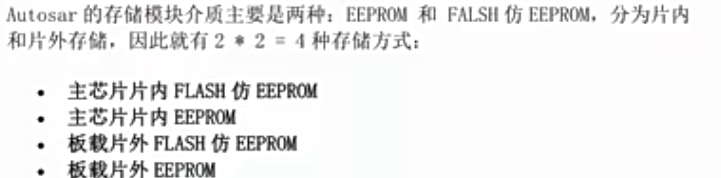 Autosar 的存储模块介质主要是两种：EEPROM 和 FALSH 仿 EEPROM，分为片内
和片外存储，因此就有 2 * 2 = 4 种存储方式：
• 主芯片片内 FLASH 仿 EEPROM
• 主芯片片内 EEPROM
• 板载片外 FLASH 仿 EEPROM
• 板载片外 EEPROM